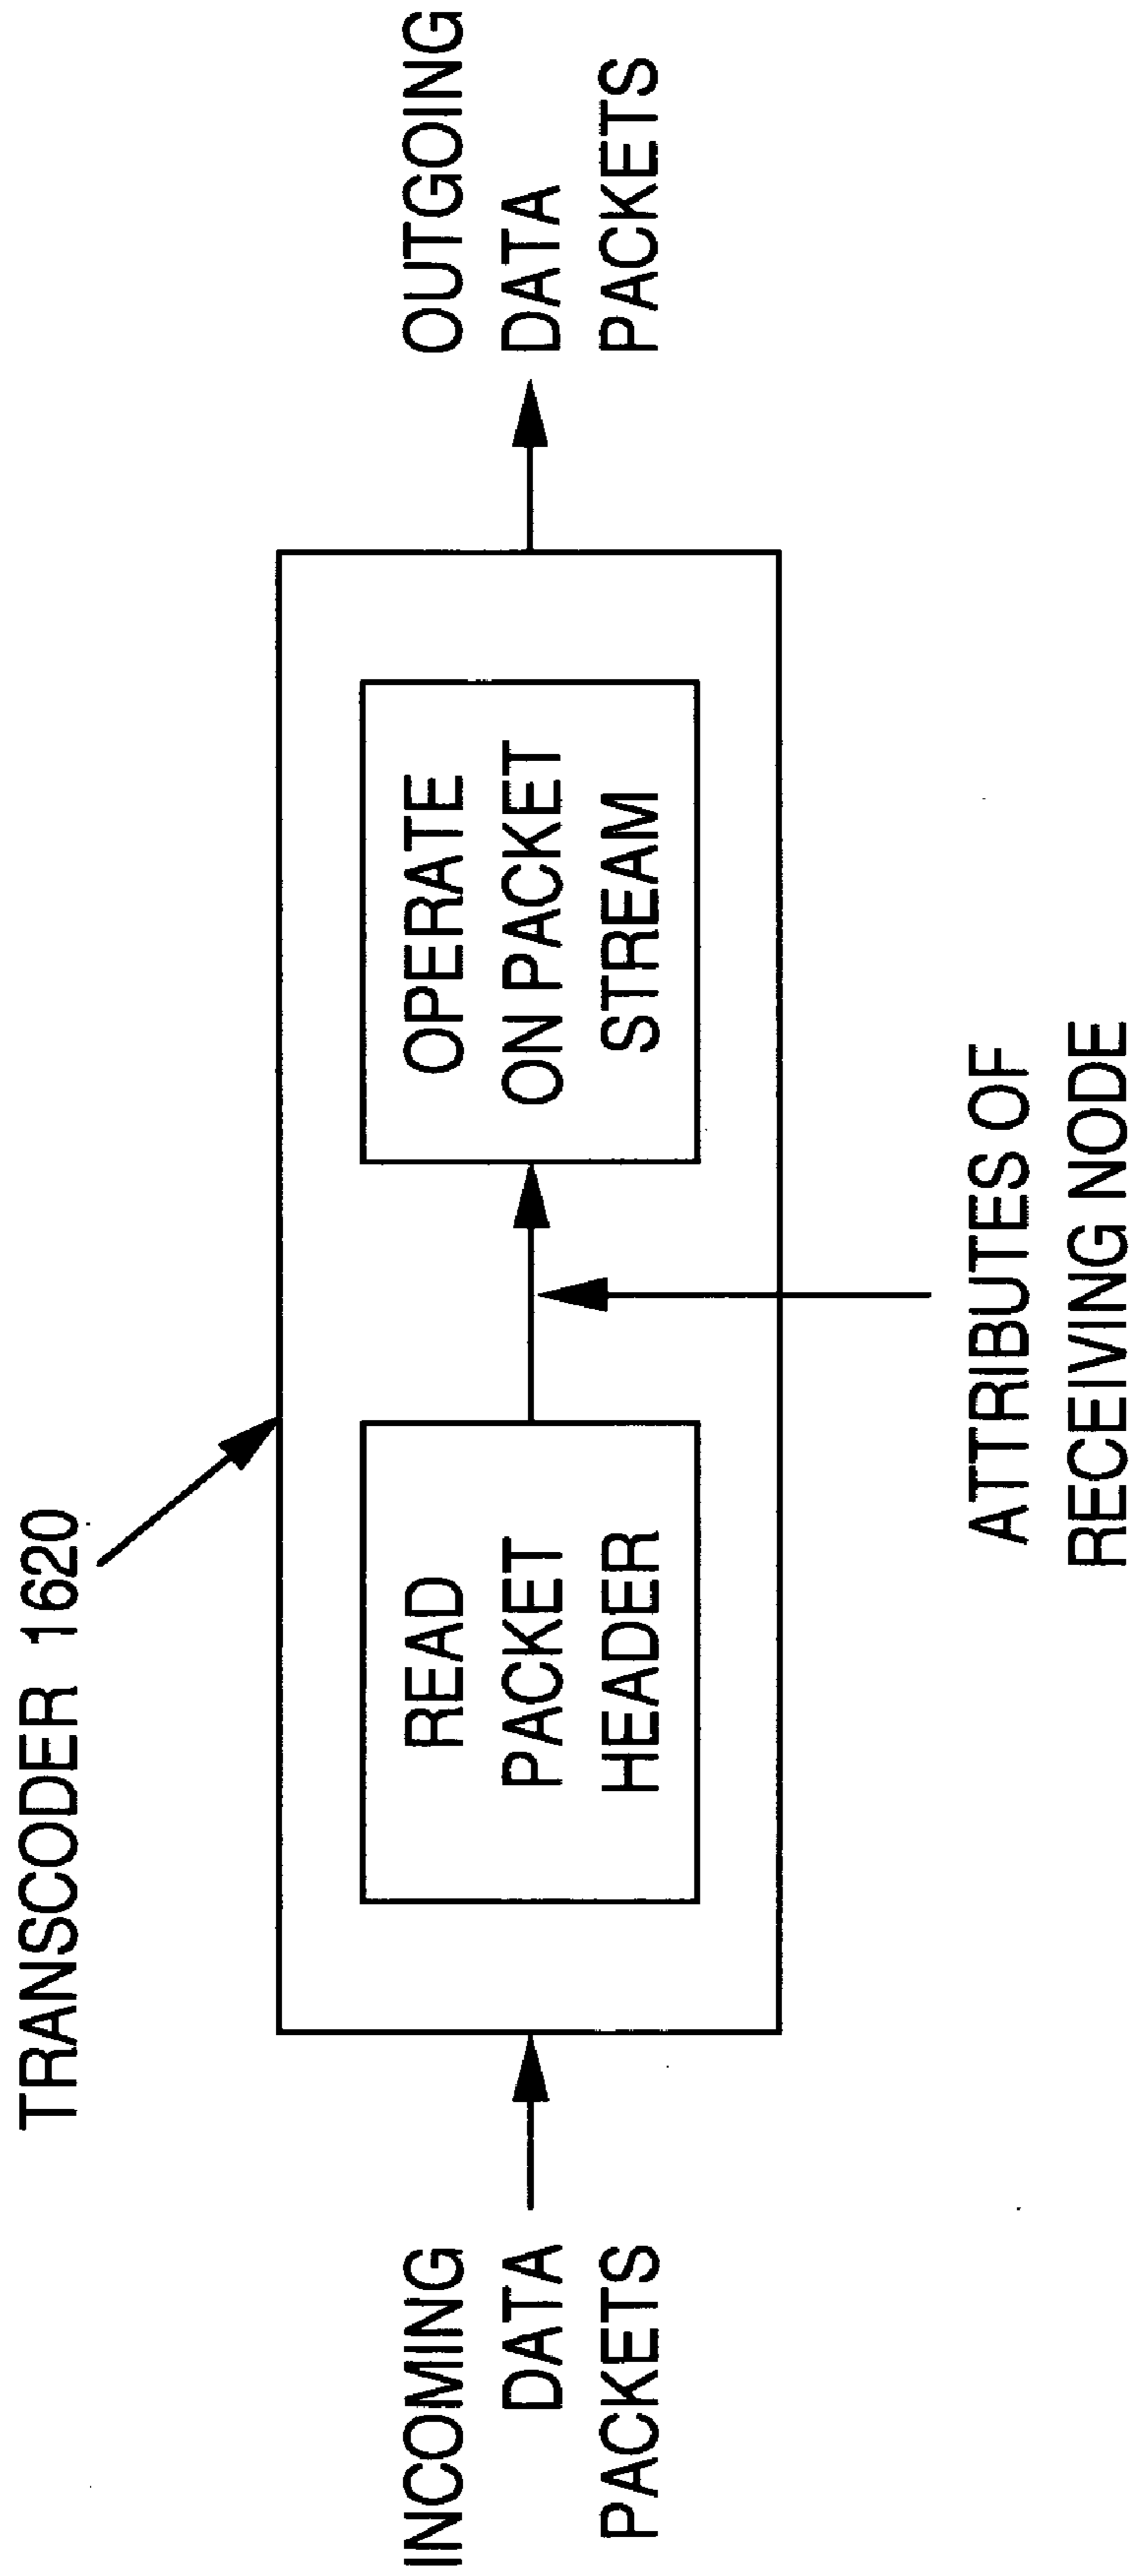 TRANSCODER 1620
INCOMING
DATA
PACKETS
READ
PACKET
HEADER
OPERATE
ON PACKET
STREAM
OUTGOING
DATA
PACKETS
ATTRIBUTES OF
RECEIVING NODE